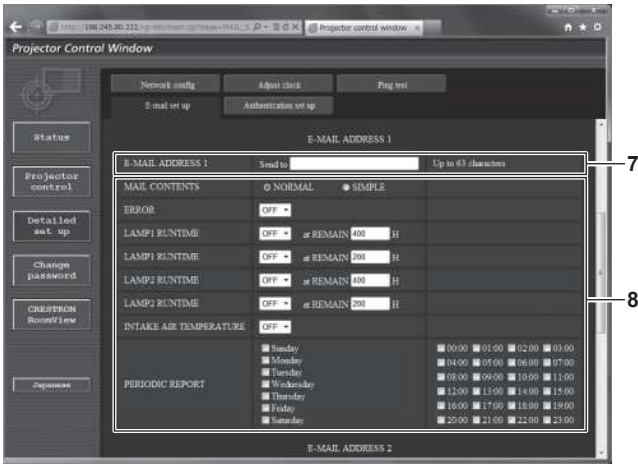 Projector control window
Projector Control Window
Network config Adjust clock Ping test
E-mail set up Authentication set up
Status
Projector control
Detailed set up
Change password
CRESTRON RoomView
Japanese
E-MAIL ADDRESS 1
E-MAIL ADDRESS 1 Send to Up to 63 characters
7
MAIL CONTENTS NORMAL SIMPLE
ERROR OFF
LAMP1 RUNTIME OFF at REMAIN 400 H
LAMP1 RUNTIME OFF at REMAIN 200 H
LAMP2 RUNTIME OFF at REMAIN 400 H
LAMP2 RUNTIME OFF at REMAIN 200 H
8
INTAKE AIR TEMPERATURE OFF
PERIODIC REPORT
Sunday
Monday
Tuesday
Wednesday
Thursday
Friday
Saturday
00:00 01:00 02:00 03:00
04:00 05:00 06:00 07:00
08:00 09:00 10:00 11:00
12:00 13:00 14:00 15:00
16:00 17:00 18:00 19:00
20:00 21:00 22:00 23:00
E-MAIL ADDRESS 2